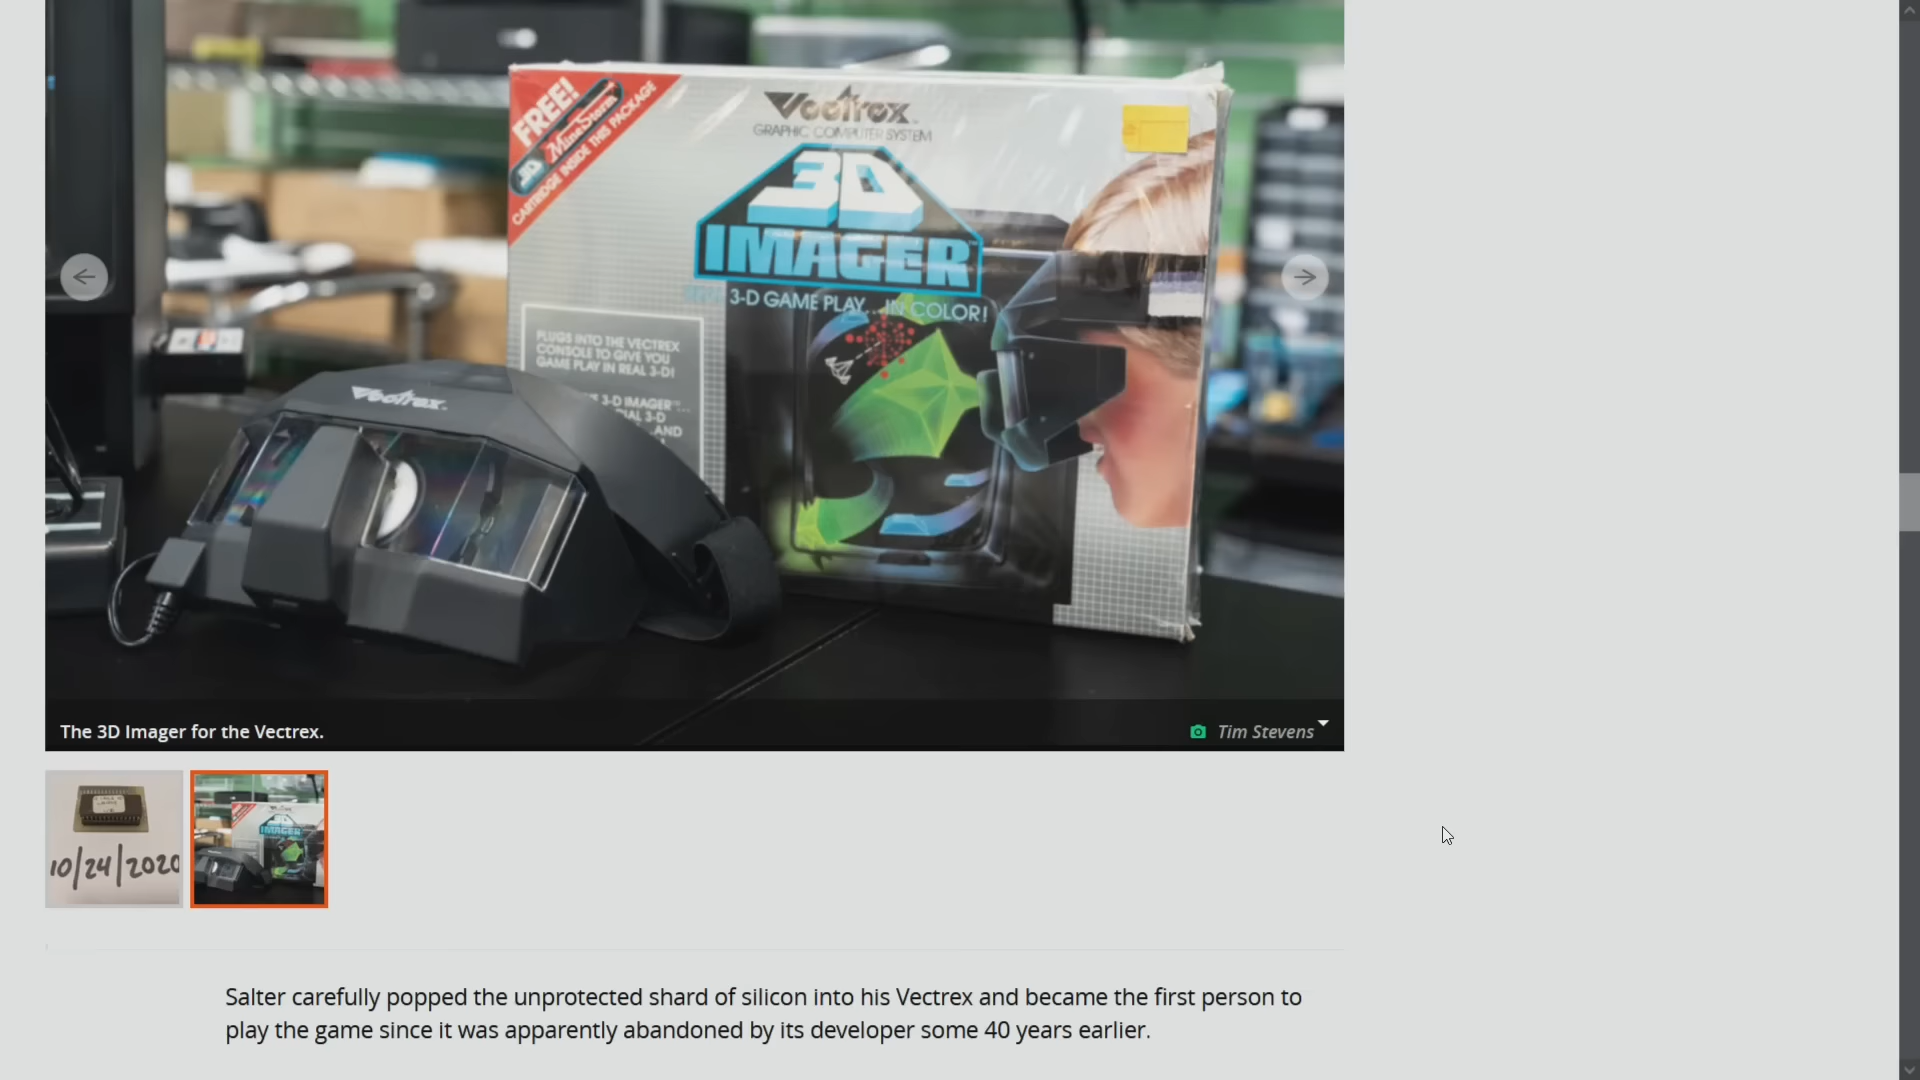 FREE!
3D MineStorm
CARTRIDGE INSIDE THIS PACKAGE
Vectrex
GRAPHIC COMPUTER SYSTEM
3D
IMAGER
3-D GAME PLAY...IN COLOR!
PLUGS INTO THE VECTREX
CONSOLE TO GIVE YOU
GAME PLAY IN REAL 3-D!
3-D IMAGER
3-D
AND
Vectrex
The 3D Imager for the Vectrex.
Tim Stevens
10/24/2020
Salter carefully popped the unprotected shard of silicon into his Vectrex and became the first person to
play the game since it was apparently abandoned by its developer some 40 years earlier.